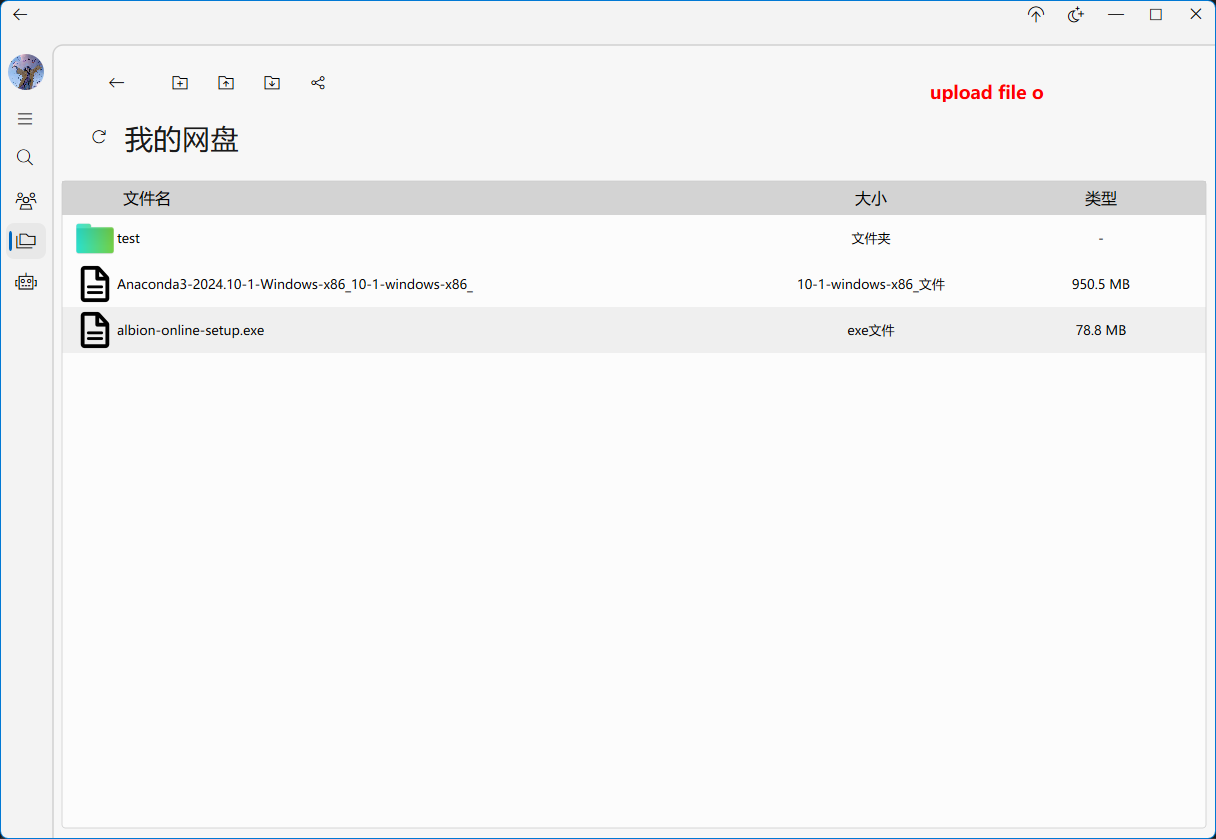 upload file o
我的网盘
文件名 大小 类型
test 文件夹 -
Anaconda3-2024.10-1-Windows-x86_10-1-windows-x86_ 10-1-windows-x86_文件 950.5 MB
albion-online-setup.exe exe文件 78.8 MB